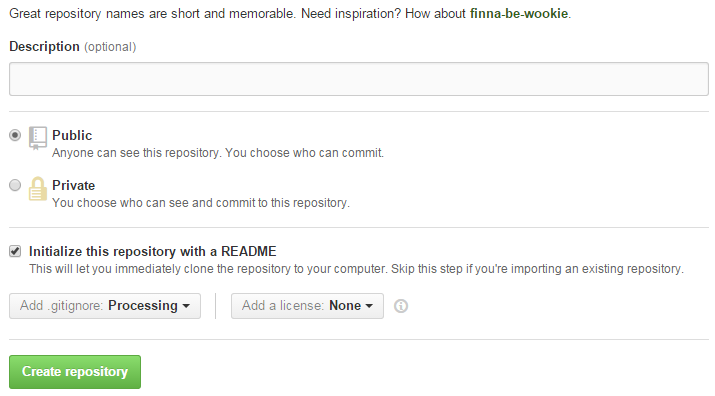 Great repository names are short and memorable. Need inspiration? How about finna-be-wookie.
Description (optional)
Public
Anyone can see this repository. You choose who can commit.
Private
You choose who can see and commit to this repository.
Initialize this repository with a README
This will let you immediately clone the repository to your computer. Skip this step if you're importing an existing repository.
Add .gitignore: Processing
Add a license: None
Create repository